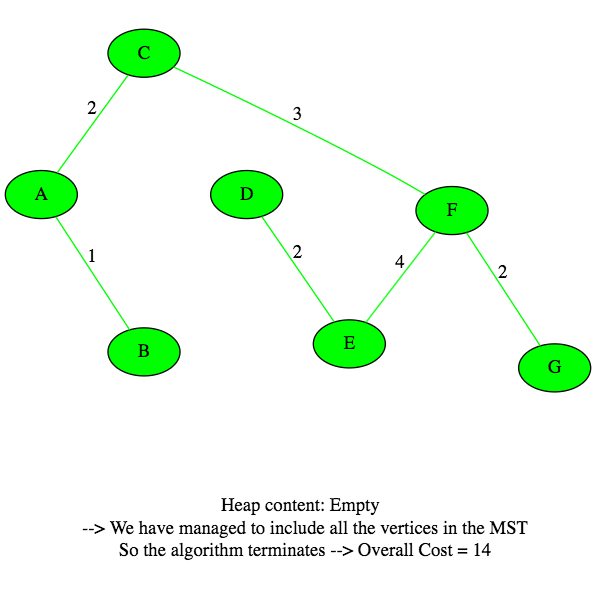 C
2
3
A
D
F
1
2
4
2
B
E
G
Heap content: Empty
--> We have managed to include all the vertices in the MST
So the algorithm terminates --> Overall Cost = 14